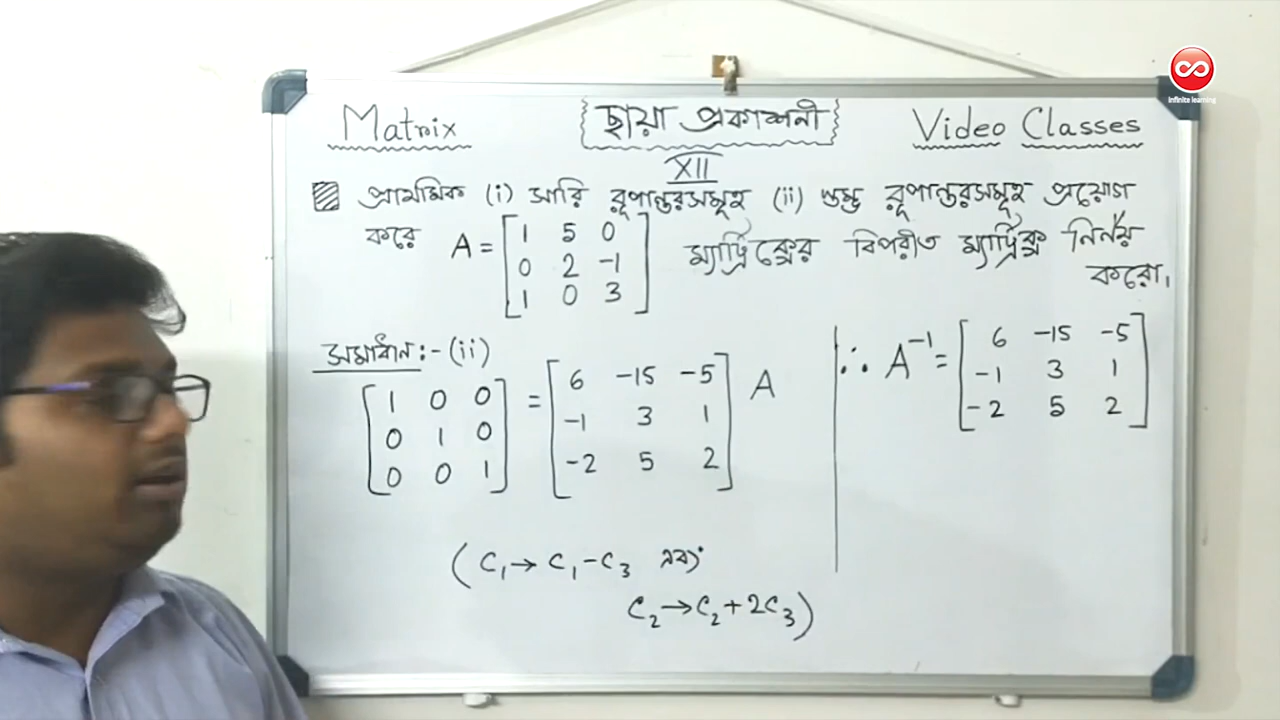 Infinite learning
Matrix
ছায়া প্রকাশনী
Video Classes
XII
প্রাথমিক (i) সারি রূপান্তরসমূহ (ii) স্তম্ভ রূপান্তরসমূহ প্রয়োগ
করে A = [ 1 5 0 ম্যাট্রিক্সের বিপরীত ম্যাট্রিক্স নির্নয়
0 2 -1
1 0 3 ]
করো।
সমাধান :- (ii)
[ 1 0 0 = [ 6 -15 -5 A
0 1 0 -1 3 1
0 0 1 ] -2 5 2 ]
(C₁ → C₁ - C₃ এবং
C₂ → C₂ + 2C₃)
∴ A⁻¹ = [ 6 -15 -5
-1 3 1
-2 5 2 ]